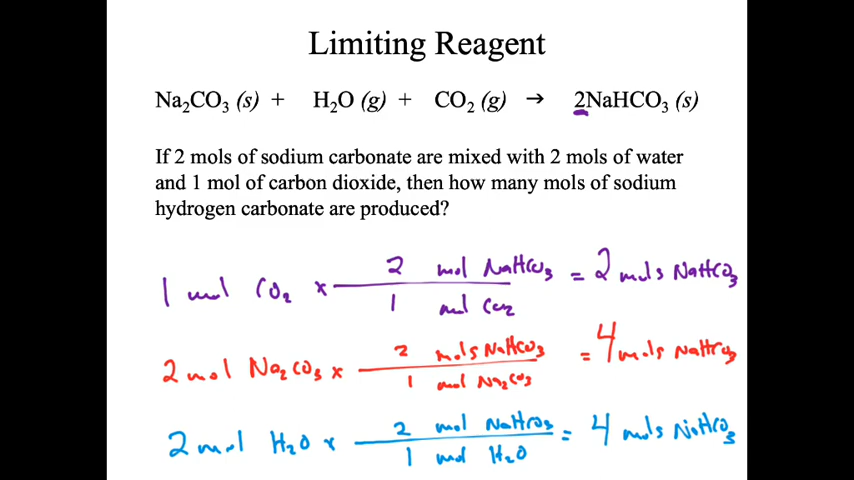 Limiting Reagent
Na₂CO₃ (s) + H₂O (g) + CO₂ (g) → 2NaHCO₃ (s)
If 2 mols of sodium carbonate are mixed with 2 mols of water
and 1 mol of carbon dioxide, then how many mols of sodium
hydrogen carbonate are produced?
1 mol CO₂ × 2 mol NaHCO₃ / 1 mol CO₂ = 2 mols NaHCO₃
2 mol Na₂CO₃ × 2 mols NaHCO₃ / 1 mol Na₂CO₃ = 4 mols NaHCO₃
2 mol H₂O × 2 mol NaHCO₃ / 1 mol H₂O = 4 mols NaHCO₃